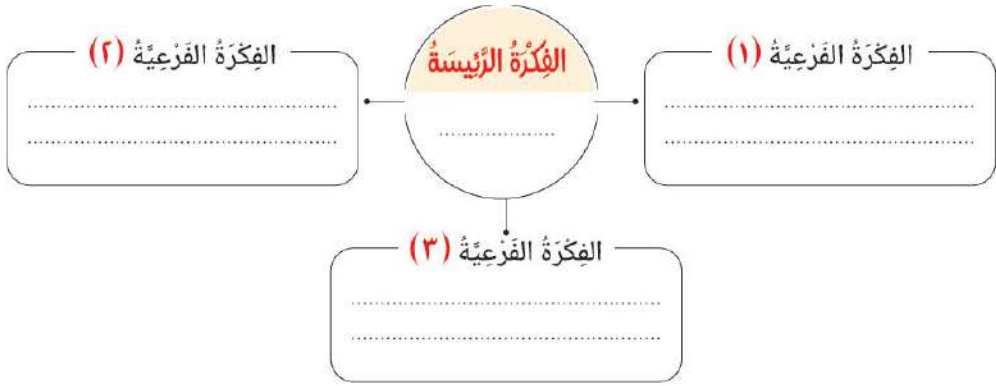 الفِكْرَةُ الرَّئِيسَةُ
الفِكْرَةُ الفَرْعِيَّةُ (١)
الفِكْرَةُ الفَرْعِيَّةُ (٢)
الفِكْرَةُ الفَرْعِيَّةُ (٣)